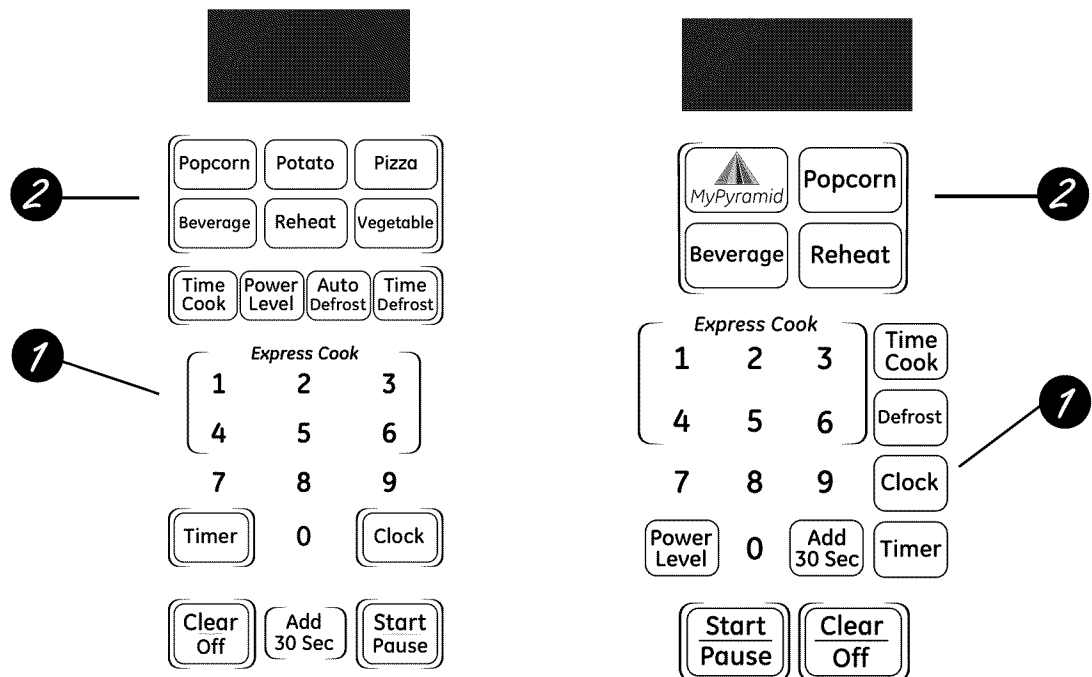 Popcorn Potato Pizza
Beverage Reheat Vegetable
Time Cook
Power Level
Auto Defrost
Time Defrost
2
1
Express Cook
1 2 3
4 5 6
7 8 9
Timer 0 Clock
Clear
Off
Add
30 Sec
Start
Pause
MyPyramid Popcorn
Beverage Reheat
2
Express Cook
1 2 3
4 5 6
7 8 9
Time
Cook
Defrost
Clock
1
Power
Level
0
Add
30 Sec
Timer
Start
Pause
Clear
Off